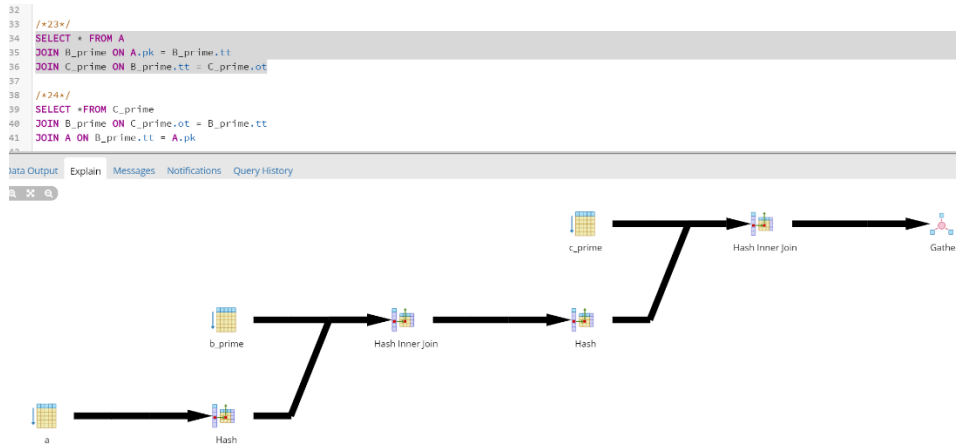 32
33 /*23*/
34 SELECT * FROM A
35 JOIN B_prime ON A.pk = B_prime.tt
36 JOIN C_prime ON B_prime.tt = C_prime.ot
37
38 /*24*/
39 SELECT *FROM C_prime
40 JOIN B_prime ON C_prime.ot = B_prime.tt
41 JOIN A ON B_prime.tt = A.pk
42
Data Output Explain Messages Notifications Query History
c_prime
Hash Inner Join
Gathe
b_prime
Hash Inner Join
Hash
a
Hash